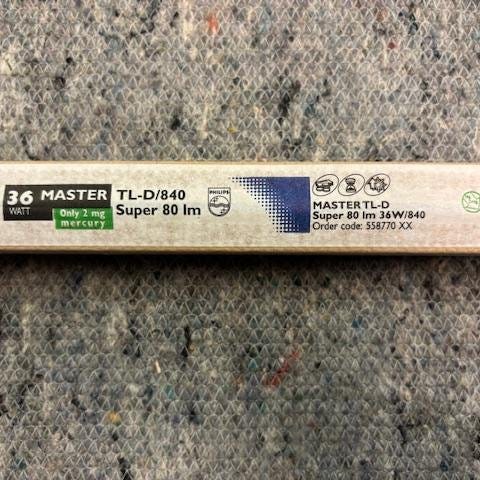 36
WATT
MASTER
Only 2 mg
mercury
TL-D/840
Super 80 lm
PHILIPS
MASTER TL-D
Super 80 lm 36W/840
Order code: 558770 XX